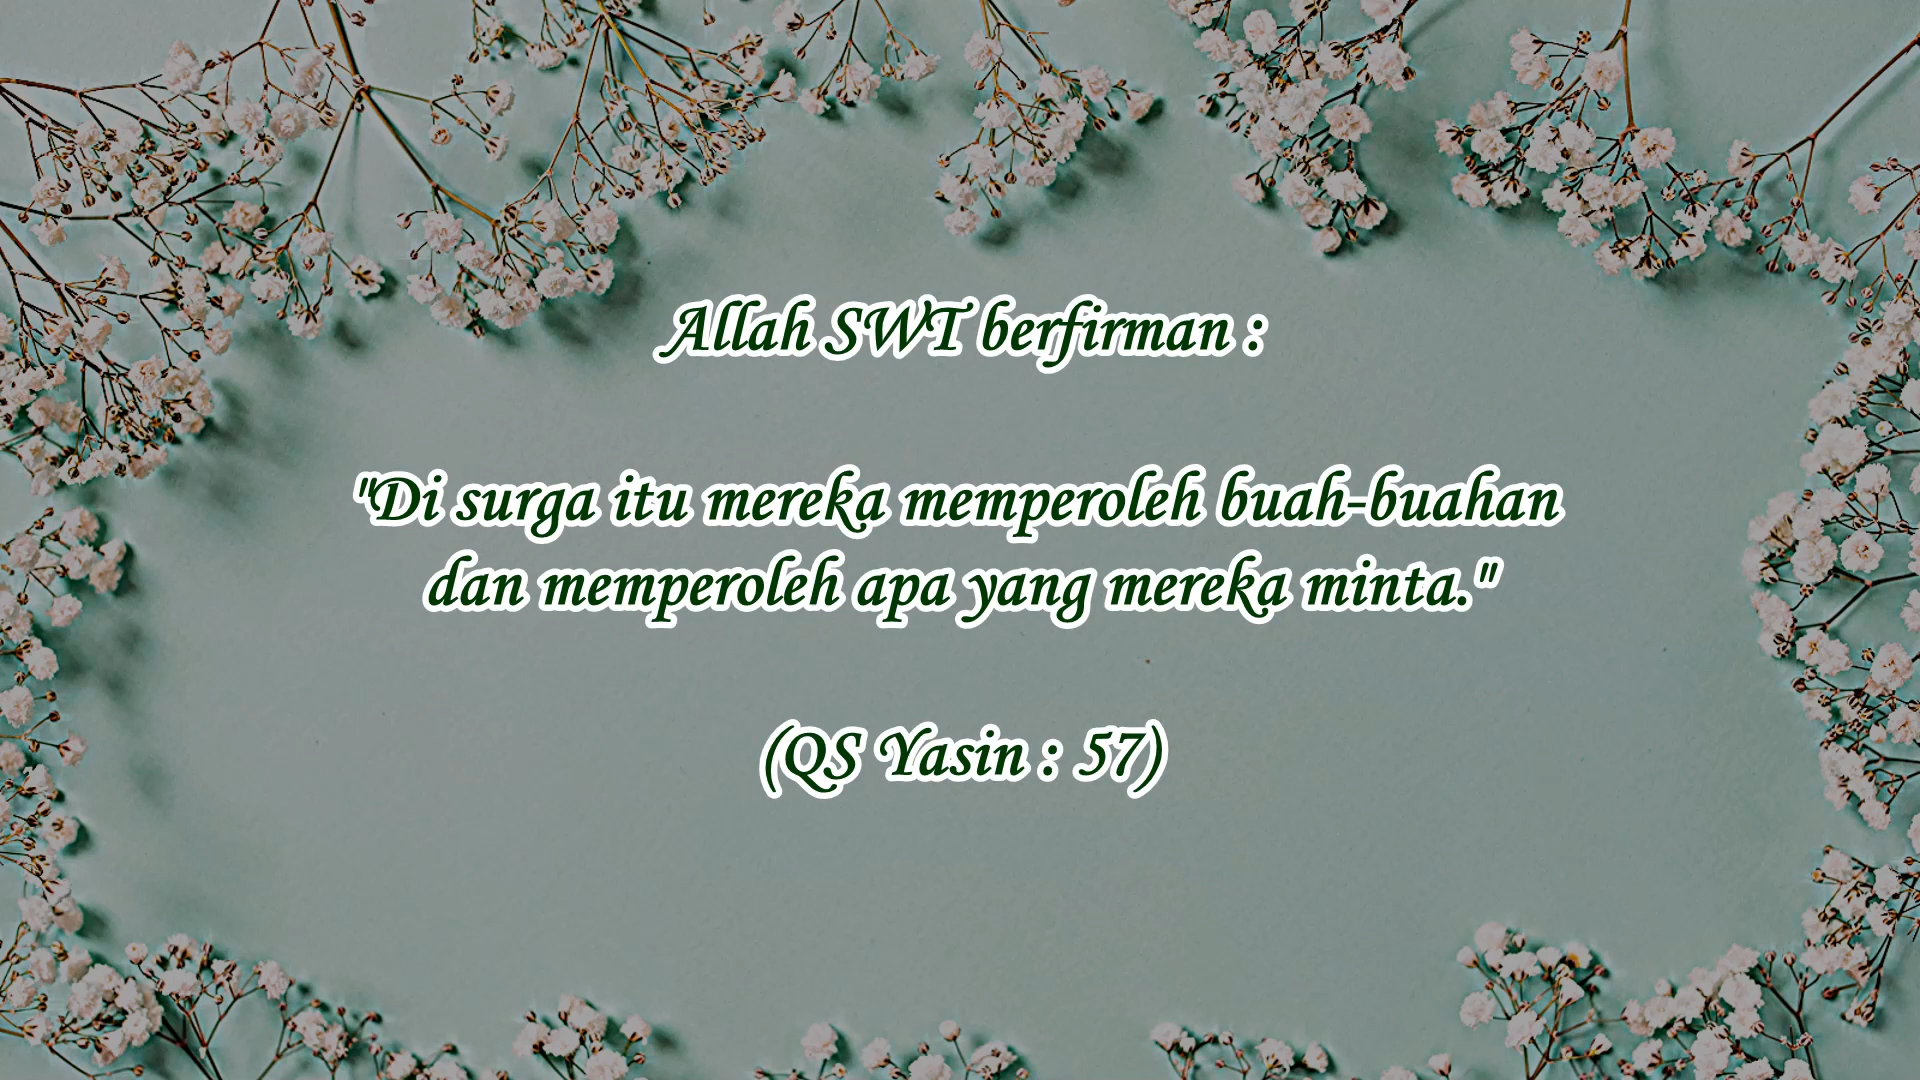 Allah SWT berfirman :
"Di surga itu mereka memperoleh buah-buahan
dan memperoleh apa yang mereka minta."
(QS Yasin : 57)